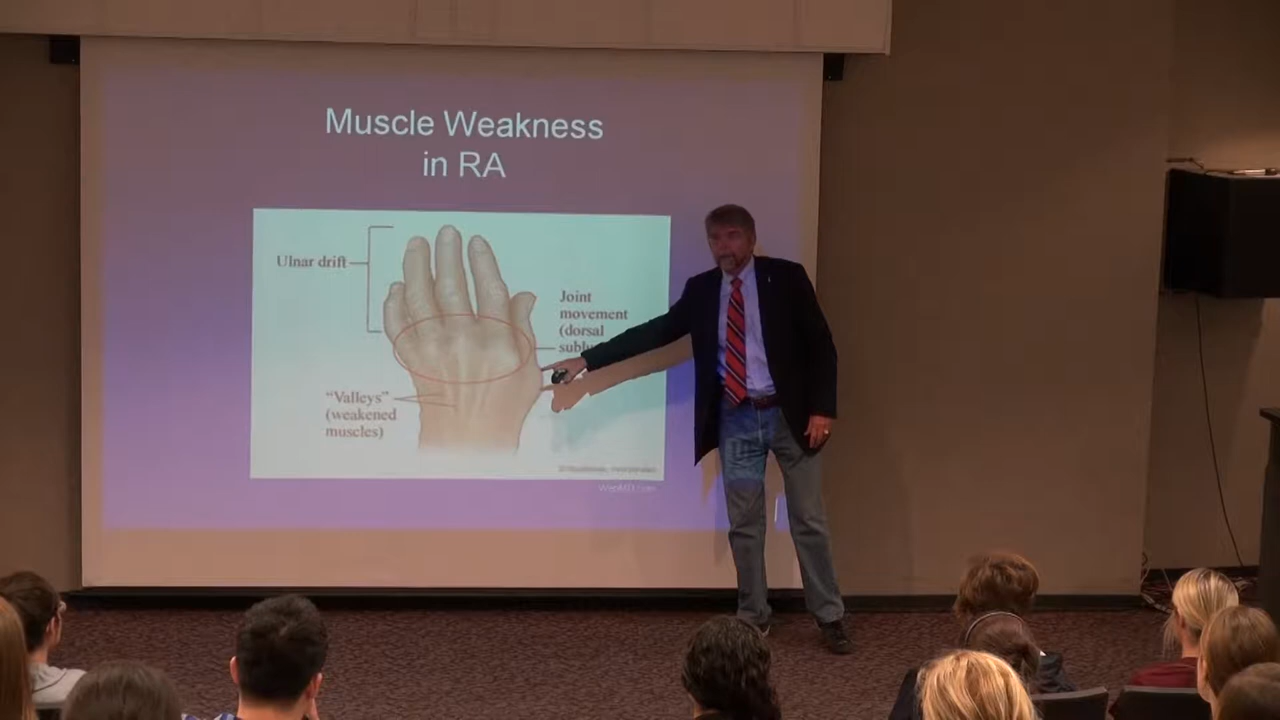 Muscle Weakness
in RA
Ulnar drift
Joint
movement
(dorsal
"Valleys"
(weakened
muscles)